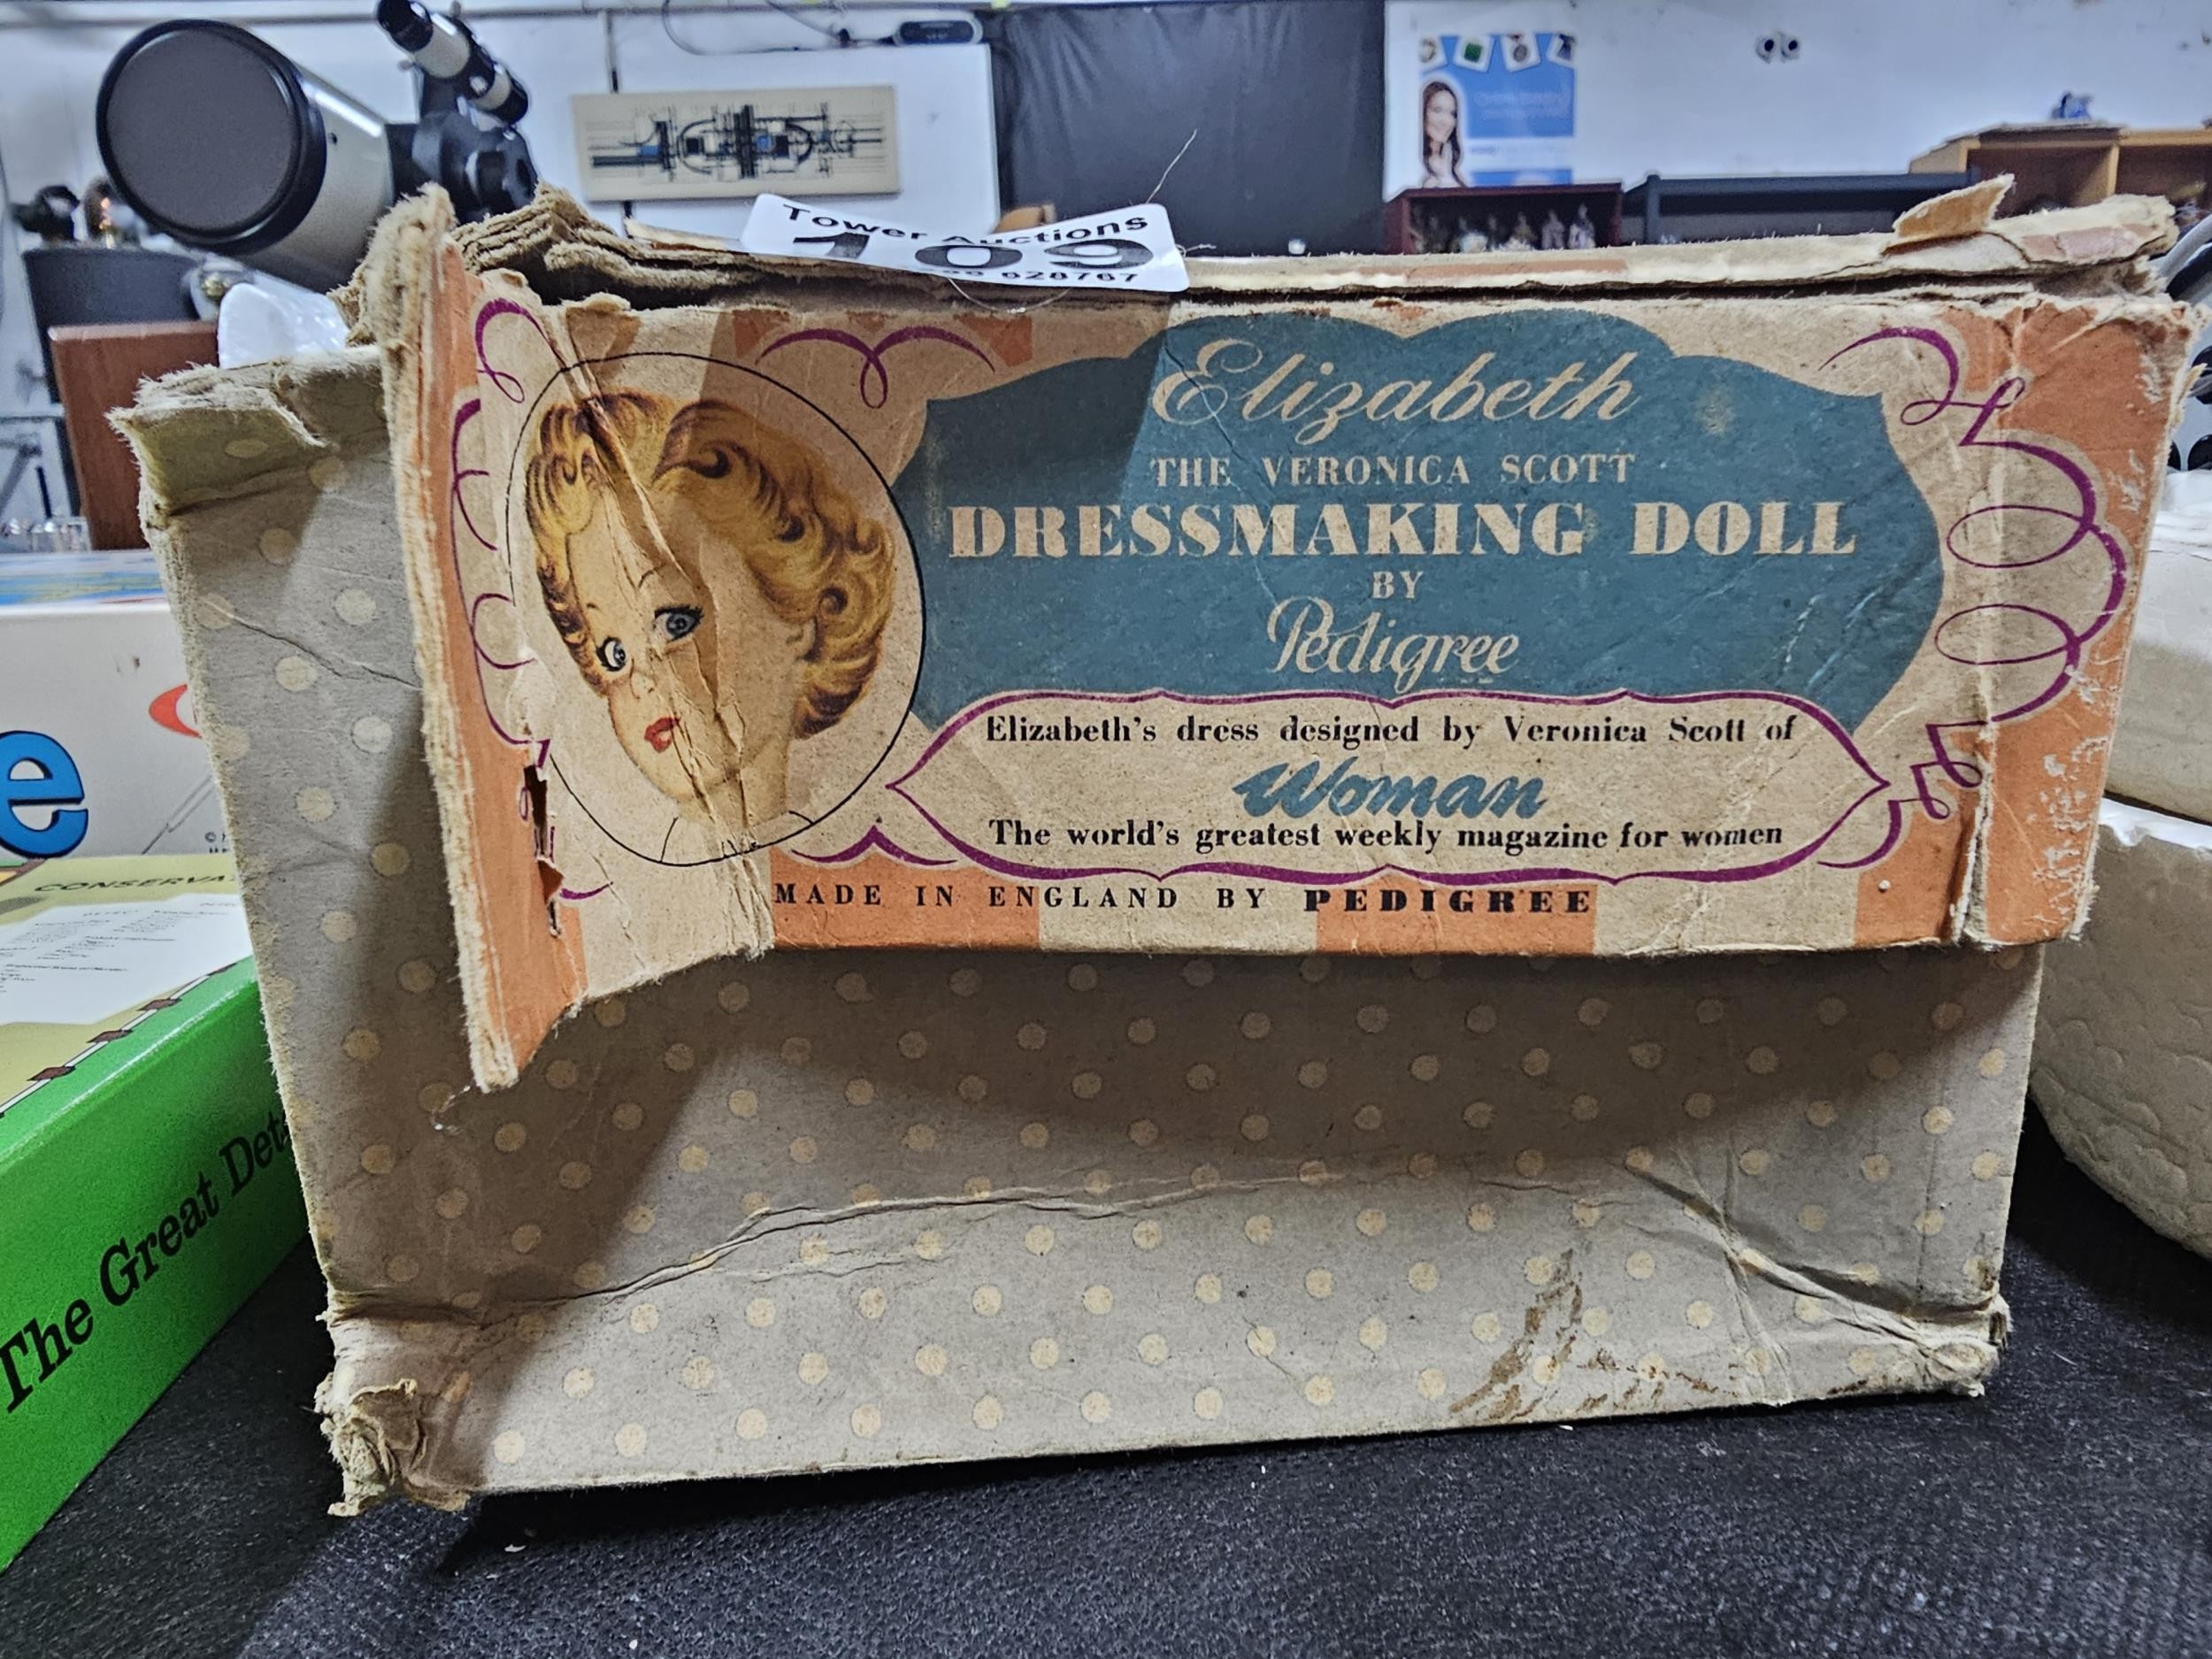 Tower Auctions
109
628767
Elizabeth
THE VERONICA SCOTT
DRESSMAKING DOLL
BY
Pedigree
Elizabeth's dress designed by Veronica Scott of
Woman
The world's greatest weekly magazine for women
MADE IN ENGLAND BY PEDIGREE
e
The Great